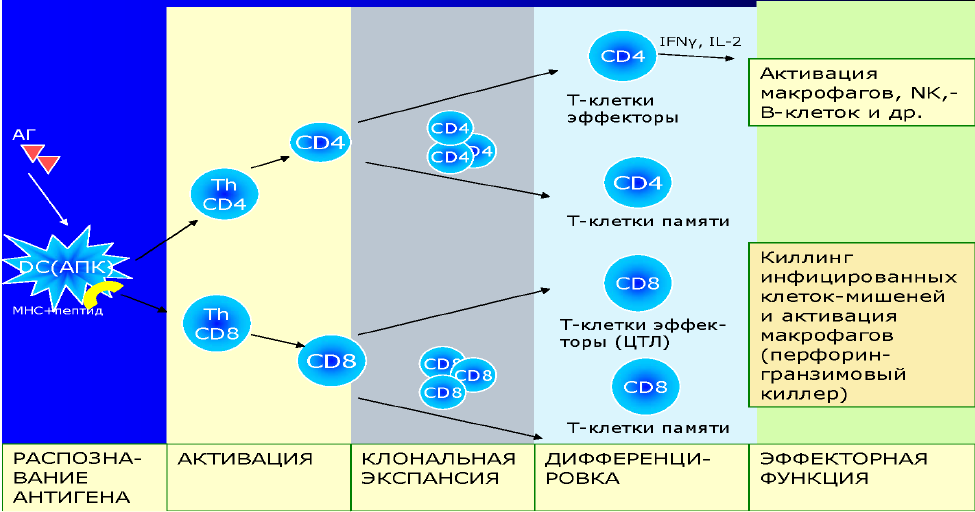 АГ
DC(АПК)
МНС+пептид
Th
CD4
CD4
Th
CD8
CD8
CD4
CD4
D4
CD8
CD8
CD8
CD4
IFNγ, IL-2
Т-клетки
эффекторы
CD4
Т-клетки памяти
CD8
Т-клетки эффек-
торы (ЦТЛ)
CD8
Т-клетки памяти
Активация
макрофагов, NK,-
В-клеток и др.
Киллинг
инфицированных
клеток-мишеней
и активация
макрофагов
(перфорин-
гранзимовый
киллер)
РАСПОЗНА-
ВАНИЕ
АНТИГЕНА
АКТИВАЦИЯ
КЛОНАЛЬНАЯ
ЭКСПАНСИЯ
ДИФФЕРЕНЦИ-
РОВКА
ЭФФЕКТОРНАЯ
ФУНКЦИЯ